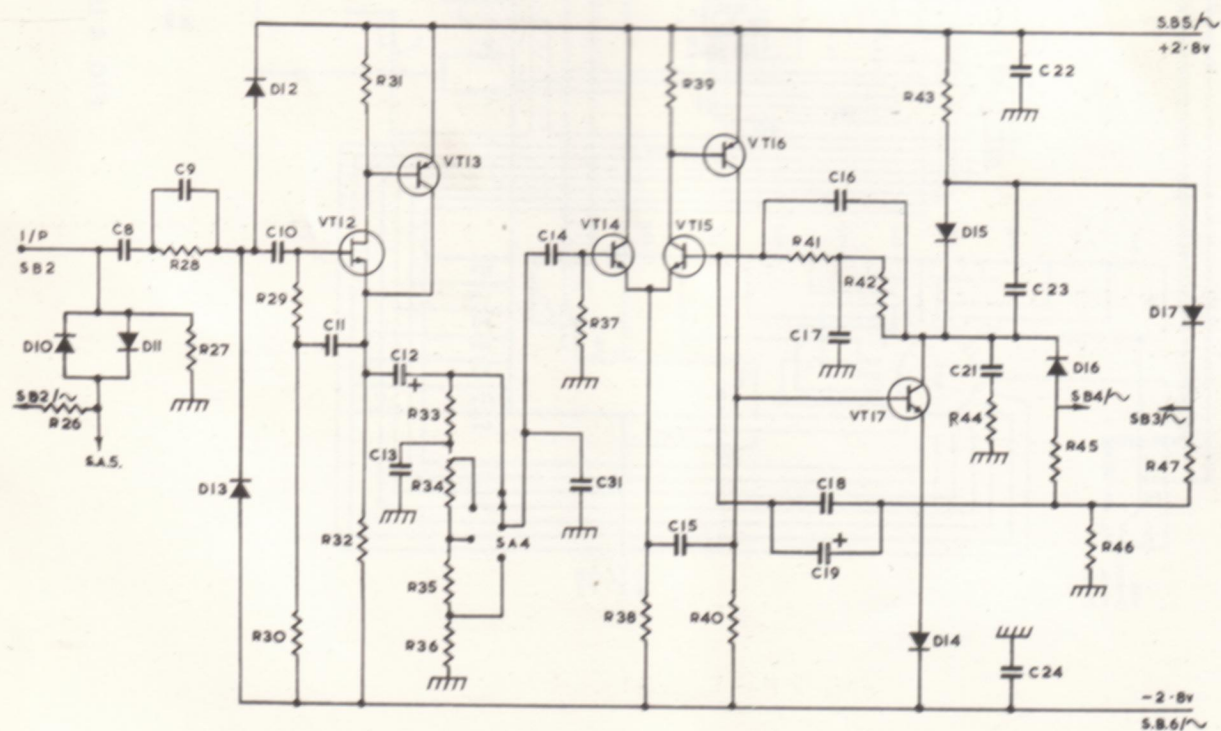 S.B5/~
+2·8v
D12
R31
R39
R43
C22
VT13
VT16
C9
C16
I/P
C8
C10
VT12
C14
VT14
VT15
D15
SB2
R28
R41
R29
R42
C23
C11
R37
C17
D17
D10
D11
R27
C12
+
C21
D16
SB2/~
SB4/~
R26
R33
VT17
R44
SB3/~
S.A.5.
C13
R45
R47
D13
R34
C31
C18
R32
SA4
C15
+
R46
C19
R35
R30
R38
R40
R36
D14
C24
-2·8v
S.B.6/~